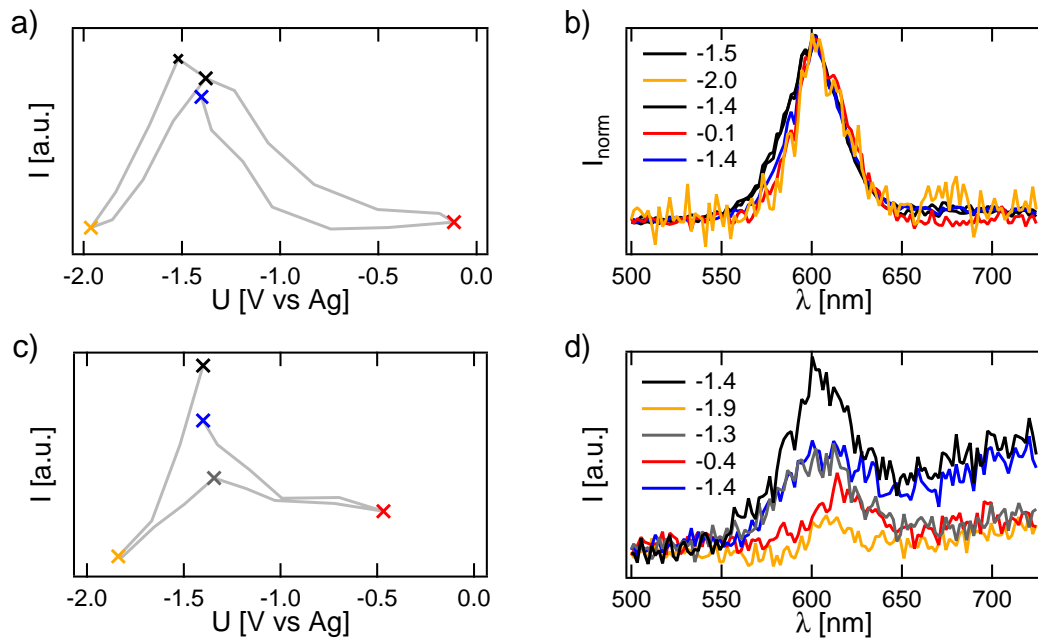 a)
I [a.u.]
-2.0 -1.5 -1.0 -0.5 0.0
U [V vs Ag]
b)
I_norm
-1.5
-2.0
-1.4
-0.1
-1.4
500 550 600 650 700
λ [nm]
c)
I [a.u.]
-2.0 -1.5 -1.0 -0.5 0.0
U [V vs Ag]
d)
I [a.u.]
-1.4
-1.9
-1.3
-0.4
-1.4
500 550 600 650 700
λ [nm]